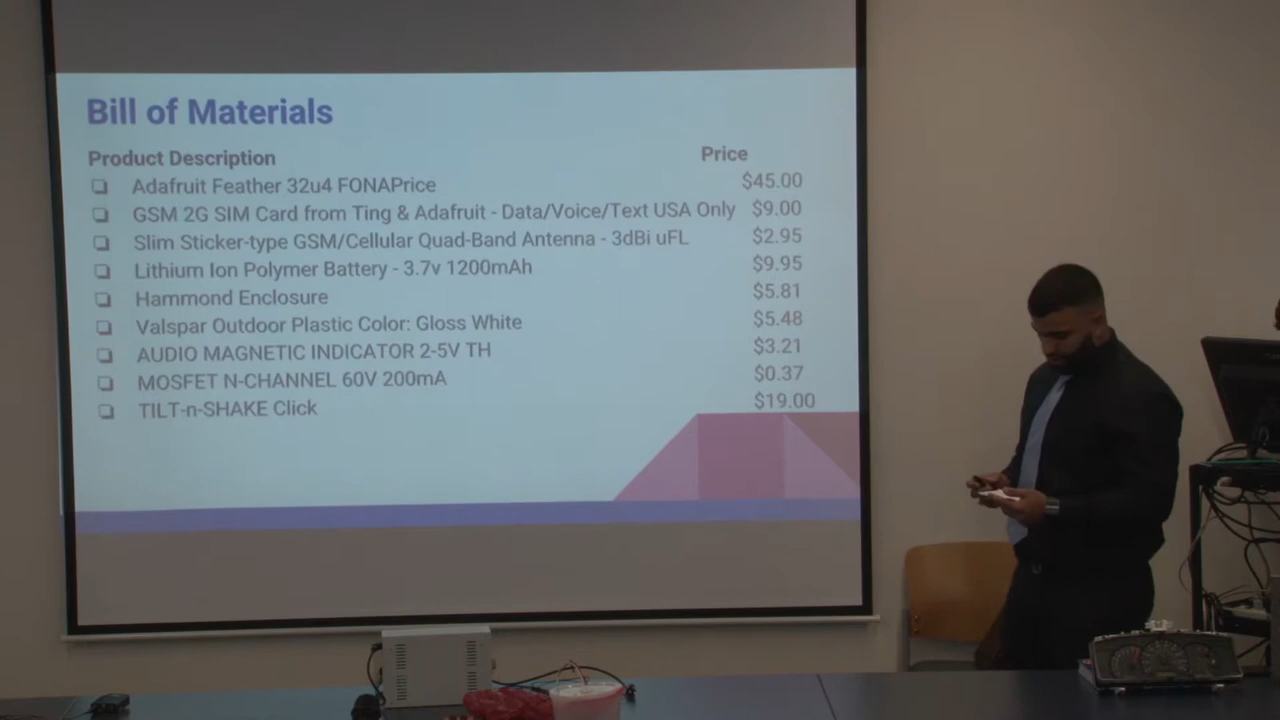 Bill of Materials
Product Description Price
❏ Adafruit Feather 32u4 FONAPrice $45.00
❏ GSM 2G SIM Card from Ting & Adafruit - Data/Voice/Text USA Only $9.00
❏ Slim Sticker-type GSM/Cellular Quad-Band Antenna - 3dBi uFL $2.95
❏ Lithium Ion Polymer Battery - 3.7v 1200mAh $9.95
❏ Hammond Enclosure $5.81
❏ Valspar Outdoor Plastic Color: Gloss White $5.48
❏ AUDIO MAGNETIC INDICATOR 2-5V TH $3.21
❏ MOSFET N-CHANNEL 60V 200mA $0.37
❏ TILT-n-SHAKE Click $19.00